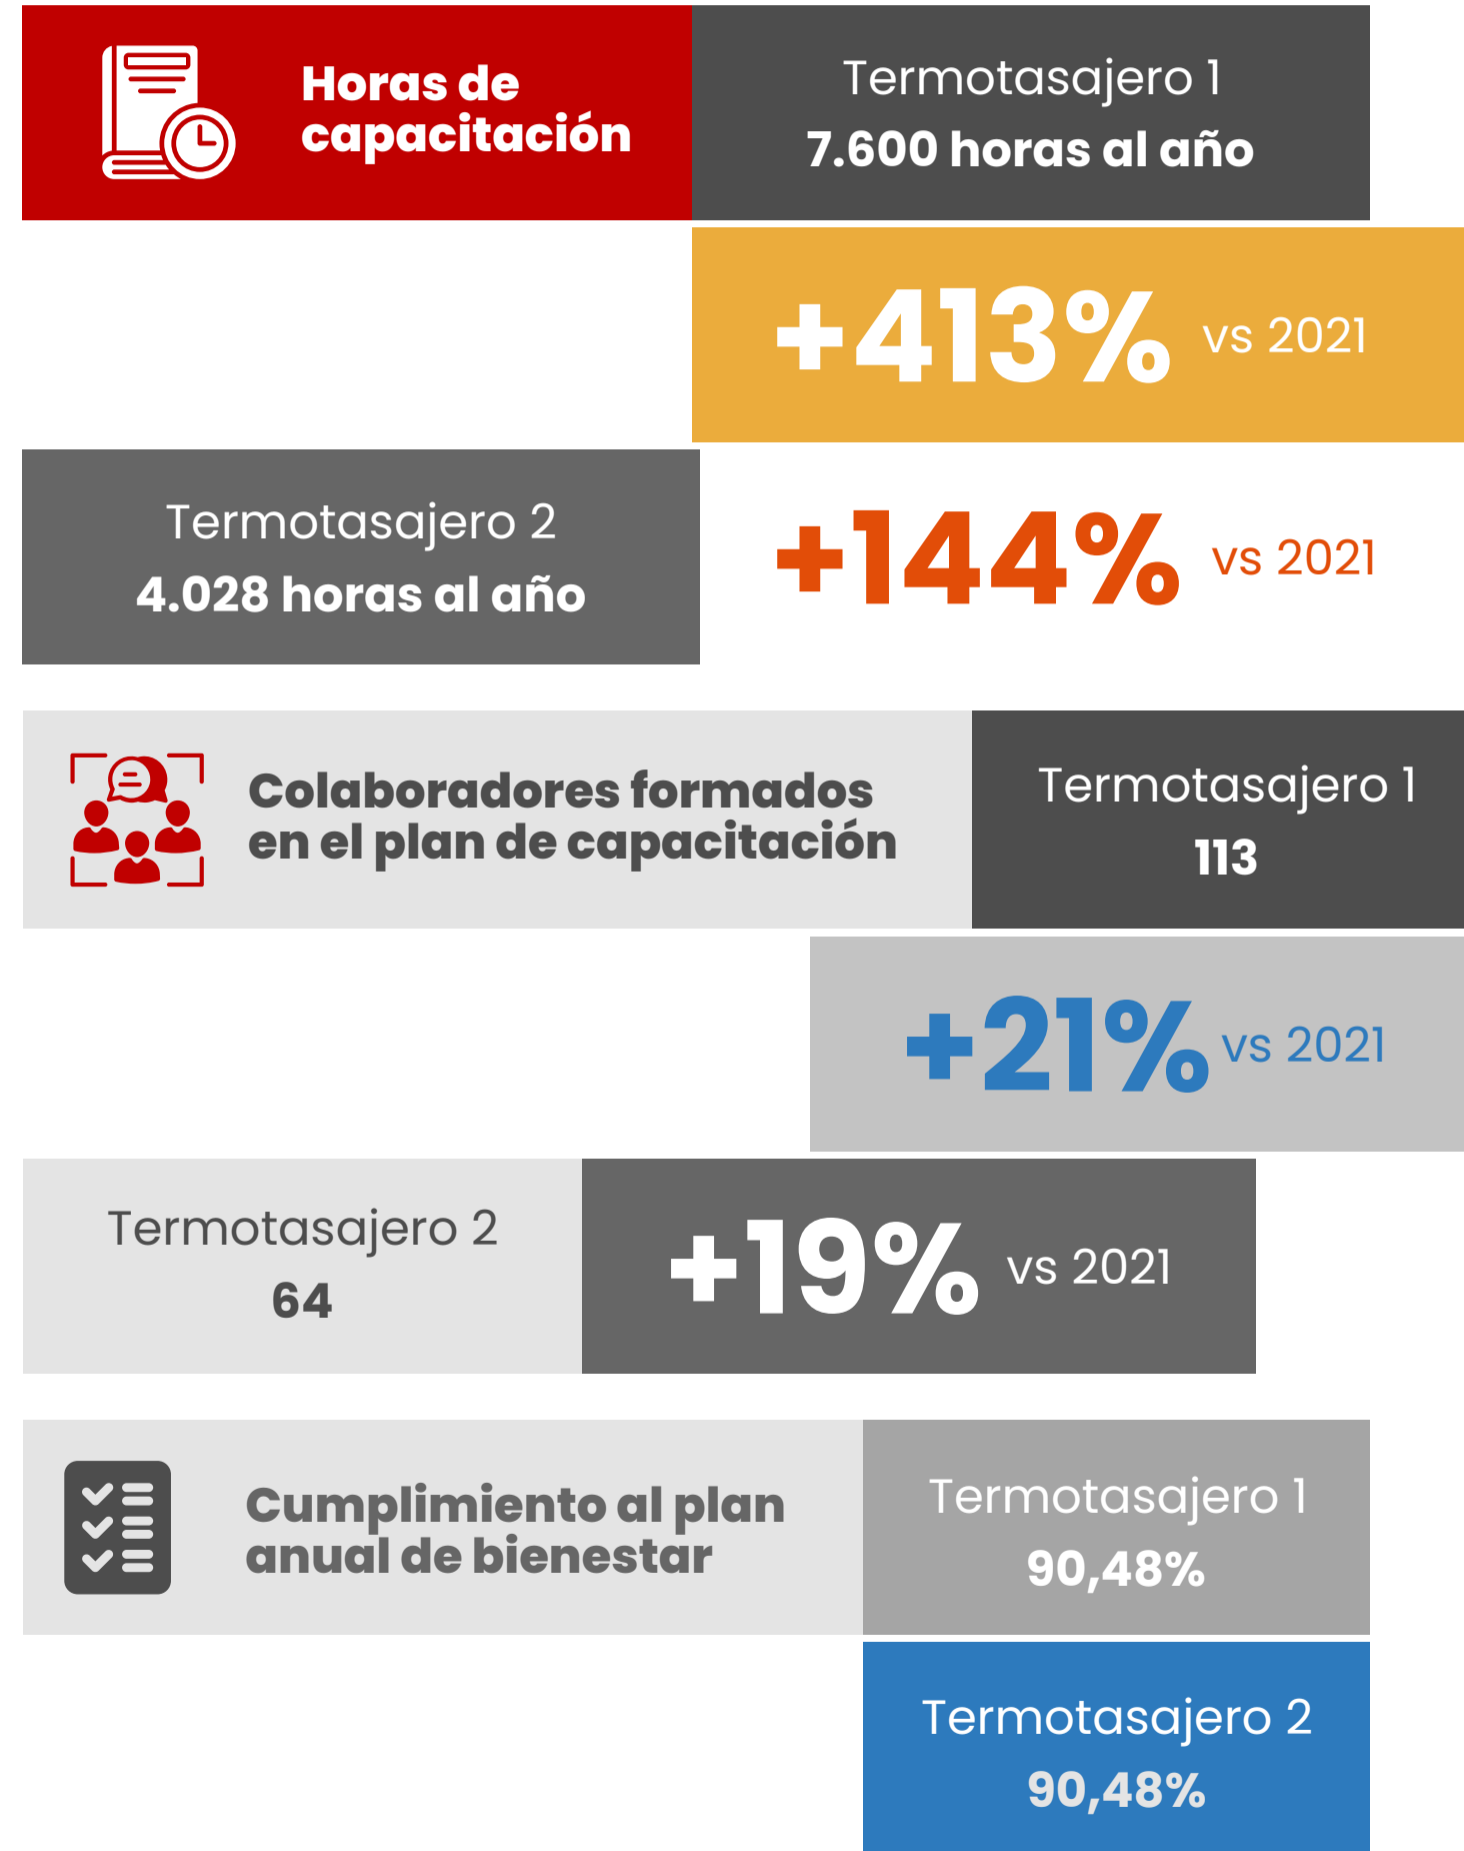 Horas de
capacitación
Termotasajero 1
7.600 horas al año
+413% vs 2021
Termotasajero 2
4.028 horas al año
+144% vs 2021
Colaboradores formados
en el plan de capacitación
Termotasajero 1
113
+21% vs 2021
Termotasajero 2
64
+19% vs 2021
Cumplimiento al plan
anual de bienestar
Termotasajero 1
90,48%
Termotasajero 2
90,48%